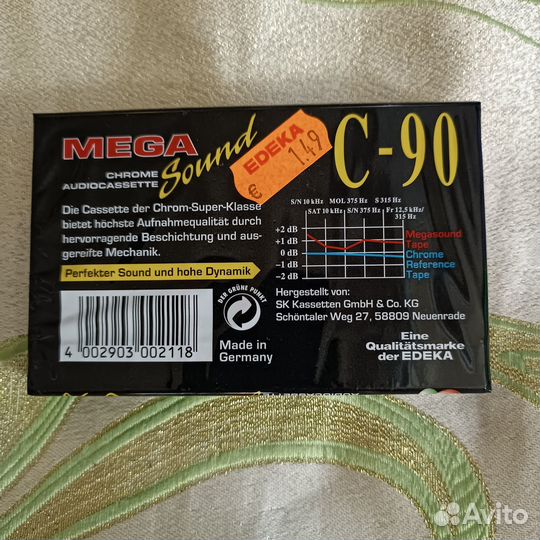 MEGA
Sound
CHROME
AUDIOCASSETTE
EDEKA
€ 1.49
C-90
Die Cassette der Chrom-Super-Klasse
bietet höchste Aufnahmequalität durch
hervorragende Beschichtung und aus-
gereifte Mechanik.
Perfekter Sound und hohe Dynamik
S/N 10 kHz MOL 375 Hz S 315 Hz
SAT 10 kHz S/N 375 Hz Fr 12,5 kHz/
315 Hz
+2 dB
+1 dB
0 dB
−1 dB
−2 dB
Megasound
Tape
Chrome
Reference
Tape
4 002903 002118
DER GRÜNE PUNKT
Made in
Germany
Hergestellt von:
SK Kassetten GmbH & Co. KG
Schöntaler Weg 27, 58809 Neuenrade
Eine
Qualitätsmarke
der EDEKA
Avito